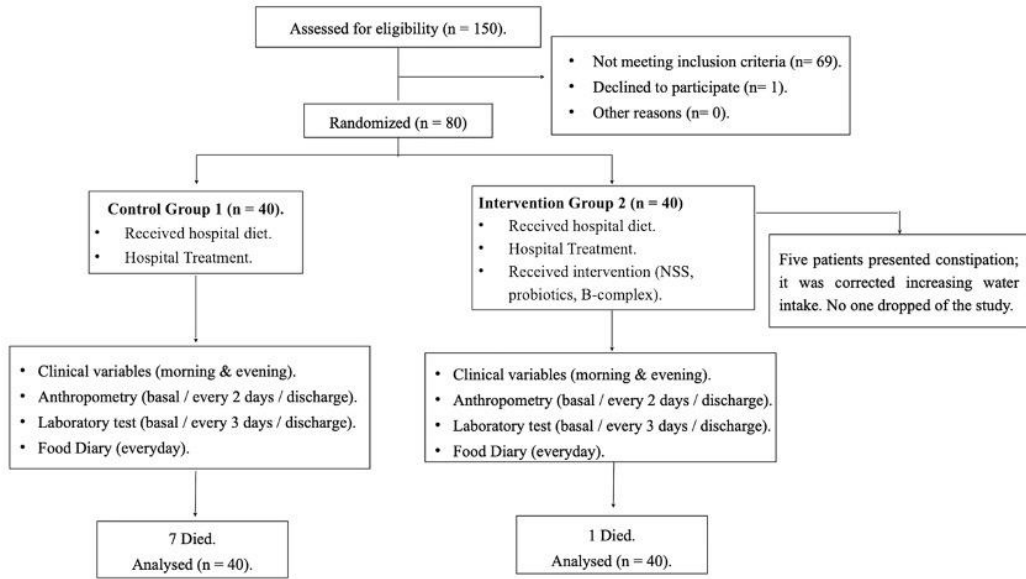 Assessed for eligibility (n = 150).
• Not meeting inclusion criteria (n= 69).
• Declined to participate (n= 1).
• Other reasons (n= 0).
Randomized (n = 80)
Control Group 1 (n = 40).
• Received hospital diet.
• Hospital Treatment.
Intervention Group 2 (n = 40)
• Received hospital diet.
• Hospital Treatment.
• Received intervention (NSS,
probiotics, B-complex).
Five patients presented constipation;
it was corrected increasing water
intake. No one dropped of the study.
• Clinical variables (morning & evening).
• Anthropometry (basal / every 2 days / discharge).
• Laboratory test (basal / every 3 days / discharge).
• Food Diary (everyday).
• Clinical variables (morning & evening).
• Anthropometry (basal / every 2 days / discharge).
• Laboratory test (basal / every 3 days / discharge).
• Food Diary (everyday).
7 Died.
Analysed (n = 40).
1 Died.
Analysed (n = 40).